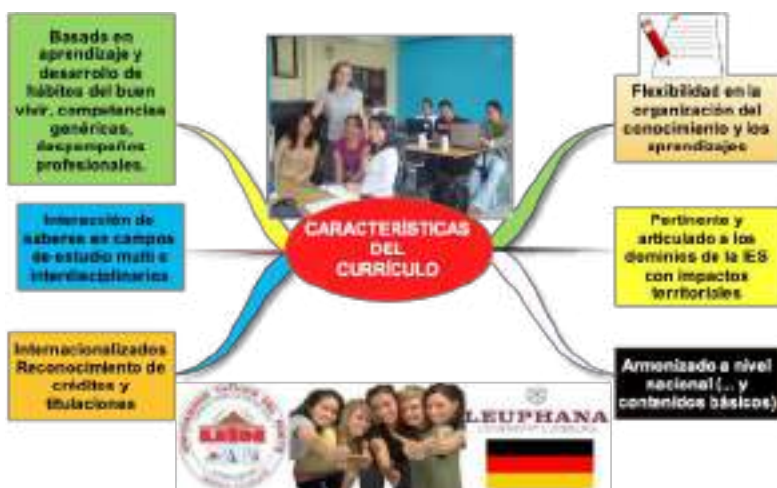 Basada en
aprendizaje y
desarrollo de
hábitos del buen
vivir, competencias
genéricas,
desempeños
profesionales.
Interacción de
saberes en campos
de estudio multi e
interdisciplinarios
Internacionalizados
Reconocimiento de
créditos y
titulaciones
CARACTERÍSTICAS
DEL
CURRÍCULO
Flexibilidad en la
organización del
conocimiento y los
aprendizajes
Pertinente y
articulado a los
dominios de la IES
con impactos
territoriales
Armonizado a nivel
nacional (... y
contenidos básicos)
LEUPHANA